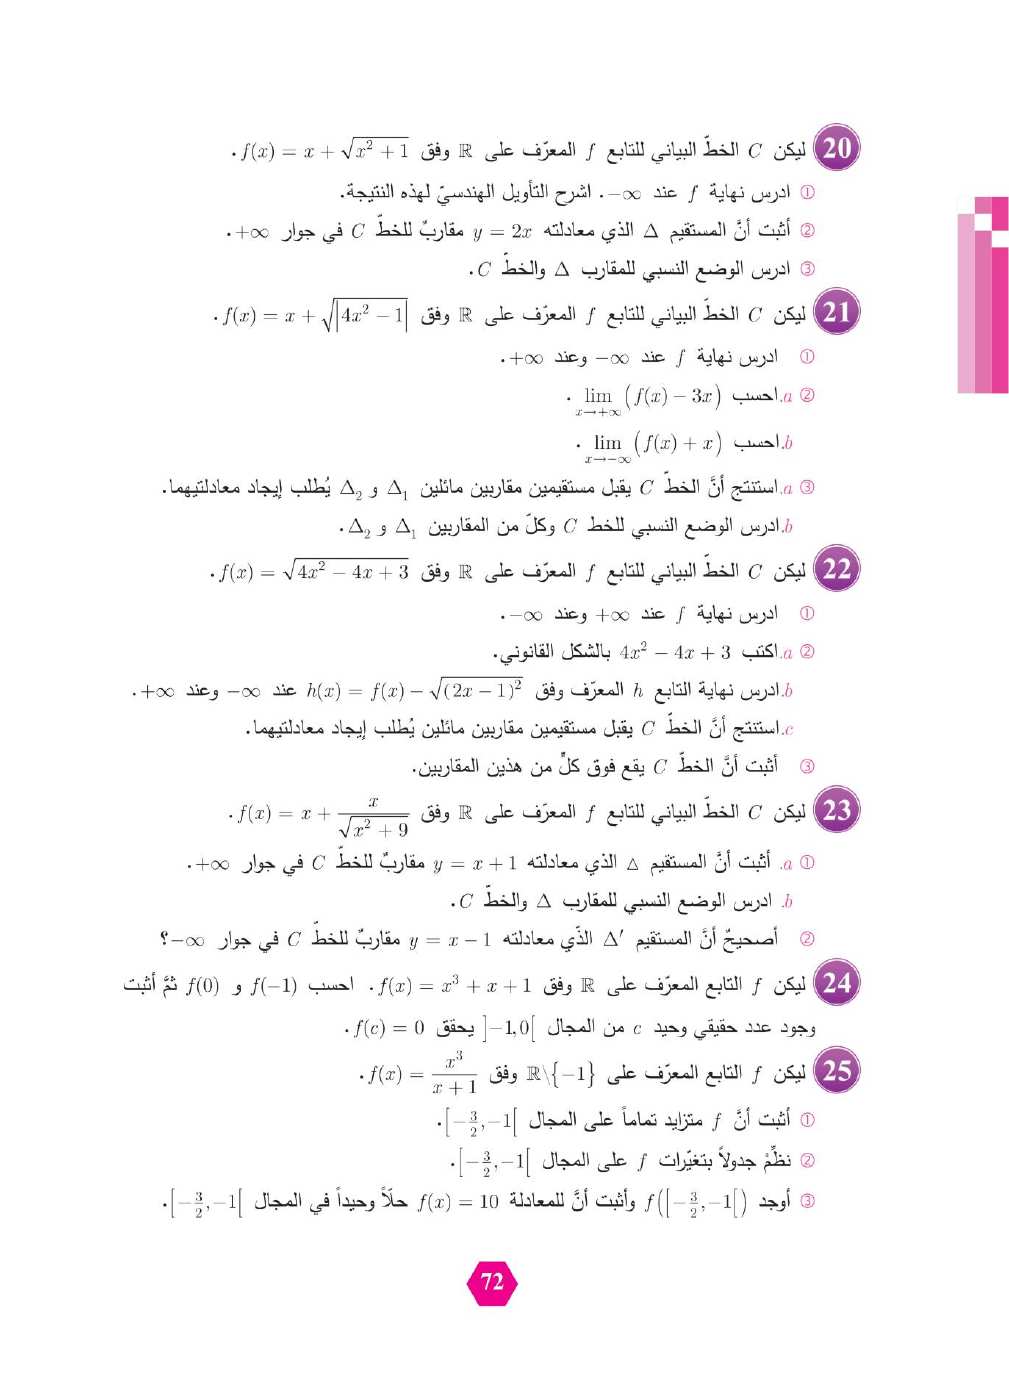 20 ليكن C الخطّ البياني للتابع f المعرّف على ℝ وفق f(x) = x + √(x² + 1) .
① ادرس نهاية f عند −∞. اشرح التأويل الهندسيّ لهذه النتيجة.
② أثبت أنَّ المستقيم Δ الذي معادلته y = 2x مقاربٌ للخطّ C في جوار +∞.
③ ادرس الوضع النسبي للمقارب Δ والخطّ C.
21 ليكن C الخطّ البياني للتابع f المعرّف على ℝ وفق f(x) = x + √|4x² − 1| .
① ادرس نهاية f عند −∞ وعند +∞.
② a. احسب lim x→+∞ (f(x) − 3x) .
b. احسب lim x→−∞ (f(x) + x) .
③ a. استنتج أنَّ الخطّ C يقبل مستقيمين مقاربين مائلين Δ₁ و Δ₂ يُطلب إيجاد معادلتيهما.
b. ادرس الوضع النسبي للخط C وكلّ من المقاربين Δ₁ و Δ₂.
22 ليكن C الخطّ البياني للتابع f المعرّف على ℝ وفق f(x) = √(4x² − 4x + 3) .
① ادرس نهاية f عند +∞ وعند −∞.
② a. اكتب 4x² − 4x + 3 بالشكل القانوني.
b. ادرس نهاية التابع h المعرّف وفق h(x) = f(x) − √((2x − 1)²) عند −∞ وعند +∞.
c. استنتج أنَّ الخطّ C يقبل مستقيمين مقاربين مائلين يُطلب إيجاد معادلتيهما.
③ أثبت أنَّ الخطّ C يقع فوق كلٍّ من هذين المقاربين.
23 ليكن C الخطّ البياني للتابع f المعرّف على ℝ وفق f(x) = x + x/√(x² + 9) .
① a. أثبت أنَّ المستقيم Δ الذي معادلته y = x + 1 مقاربٌ للخطّ C في جوار +∞.
b. ادرس الوضع النسبي للمقارب Δ والخطّ C.
② أصحيحٌ أنَّ المستقيم Δ′ الذّي معادلته y = x − 1 مقاربٌ للخطّ C في جوار −∞؟
24 ليكن f التابع المعرّف على ℝ وفق f(x) = x³ + x + 1 . احسب f(−1) و f(0) ثمَّ أثبت
وجود عدد حقيقي وحيد c من المجال ]−1,0[ يحقق f(c) = 0 .
25 ليكن f التابع المعرّف على ℝ\{−1} وفق f(x) = x³/(x + 1) .
① أثبت أنَّ f متزايد تماماً على المجال [−3/2, −1[.
② نظِّمْ جدولاً بتغيّرات f على المجال [−3/2, −1[.
③ أوجد f([−3/2, −1[) وأثبت أنَّ للمعادلة f(x) = 10 حلّاً وحيداً في المجال [−3/2, −1[.
72